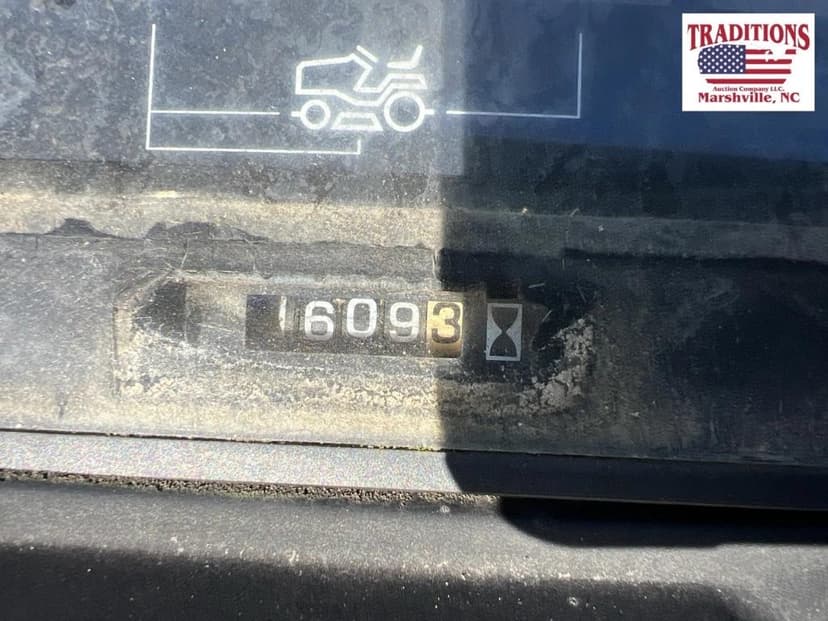 TRADITIONS
Auction Company LLC.
Marshville, NC
16093